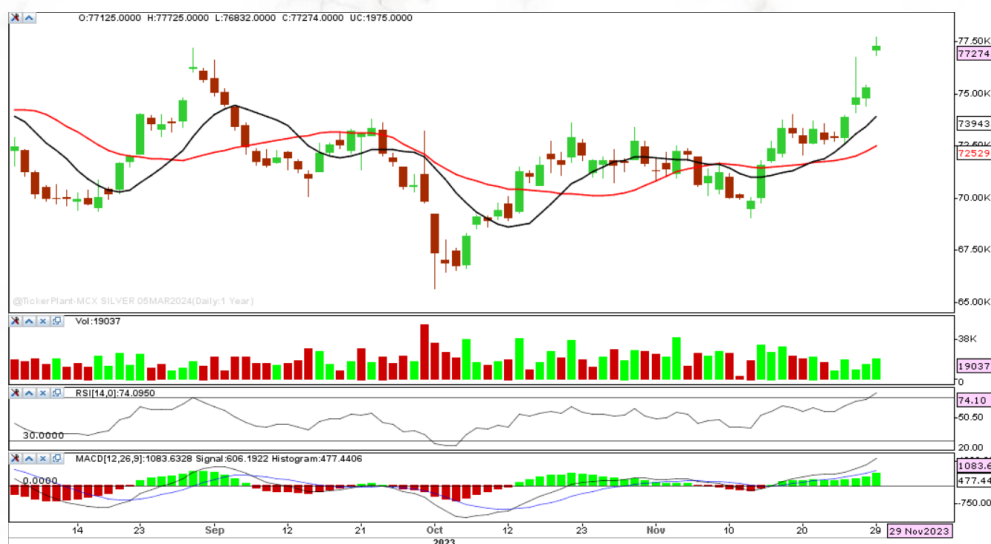 O:77125.0000 H:77725.0000 L:76832.0000 C:77274.0000 UC:1975.0000
77.50K
77274
75.00K
73943
72.50K
72529
70.00K
67.50K
65.00K
@TickerPlant-MCX SILVER 05MAR2024(Daily:1 Year)
Vol:19037
38K
19037
0
RSI[14,0]:74.0950
74.10
50.50
30.0000
20.00
MACD[12,26,9]:1083.6328 Signal:606.1922 Histogram:477.4406
1083.6
0.0000
477.44
-750.00
14 23 Sep 12 21 Oct 12 23 Nov 10 20 29 29 Nov2023
2023